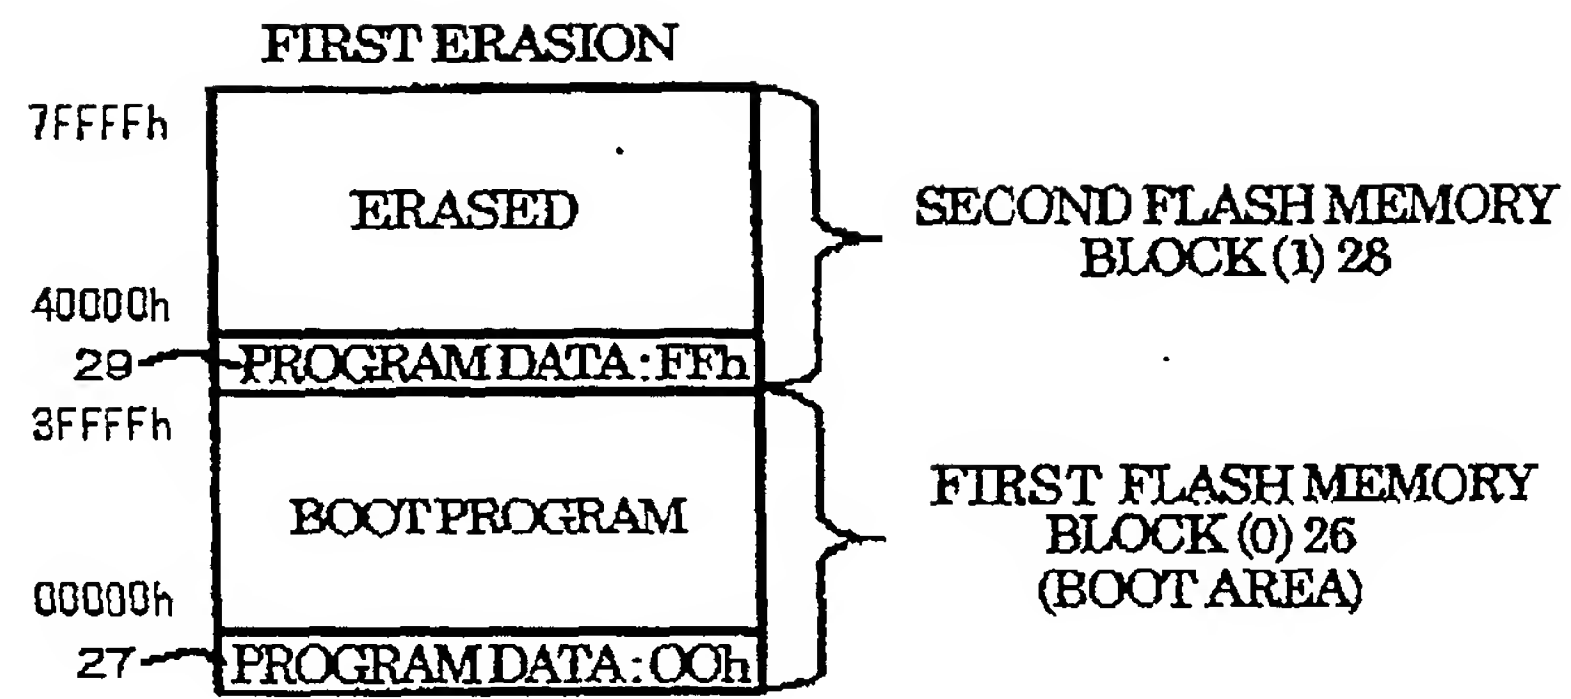 FIRST ERASION
7FFFFh
ERASED
SECOND FLASH MEMORY
BLOCK (1) 28
40000h
29 PROGRAM DATA : FFh
3FFFFh
BOOT PROGRAM
FIRST FLASH MEMORY
BLOCK (0) 26
(BOOT AREA)
00000h
27 PROGRAM DATA : 00h